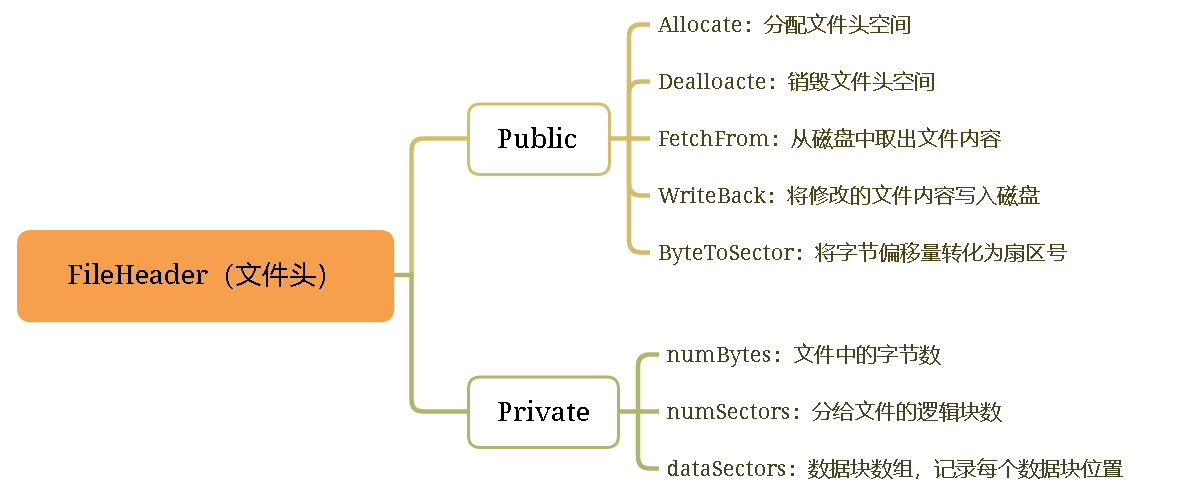 FileHeader（文件头）
Public
Allocate：分配文件头空间
Dealloacte：销毁文件头空间
FetchFrom：从磁盘中取出文件内容
WriteBack：将修改的文件内容写入磁盘
ByteToSector：将字节偏移量转化为扇区号
Private
numBytes：文件中的字节数
numSectors：分给文件的逻辑块数
dataSectors：数据块数组，记录每个数据块位置